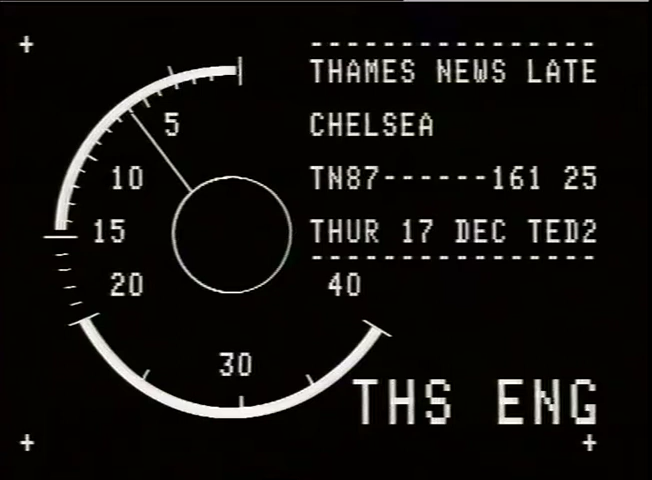 THAMES NEWS LATE
CHELSEA
TN87------161 25
THUR 17 DEC TED2
5
10
15
20
30
40
THS ENG